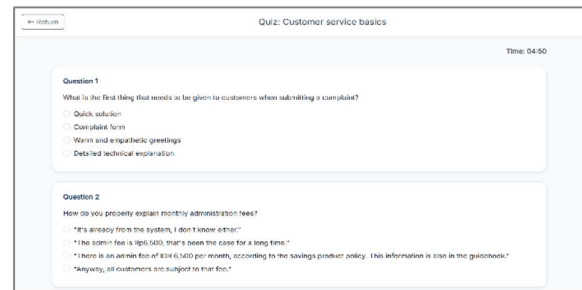 ← Return
Quiz: Customer service basics
Time: 04:50
Question 1
What is the first thing that needs to be given to customers when submitting a complaint?
Quick solution
Complaint form
Warm and empathetic greetings
Detailed technical explanation
Question 2
How do you properly explain monthly administration fees?
"It's already from the system, I don't know either."
"The admin fee is Rp6,500, that's been the case for a long time."
"There is an admin fee of IDR 6,500 per month, according to the savings product policy. This information is also in the guidebook."
"Anyway, all customers are subject to that fee."